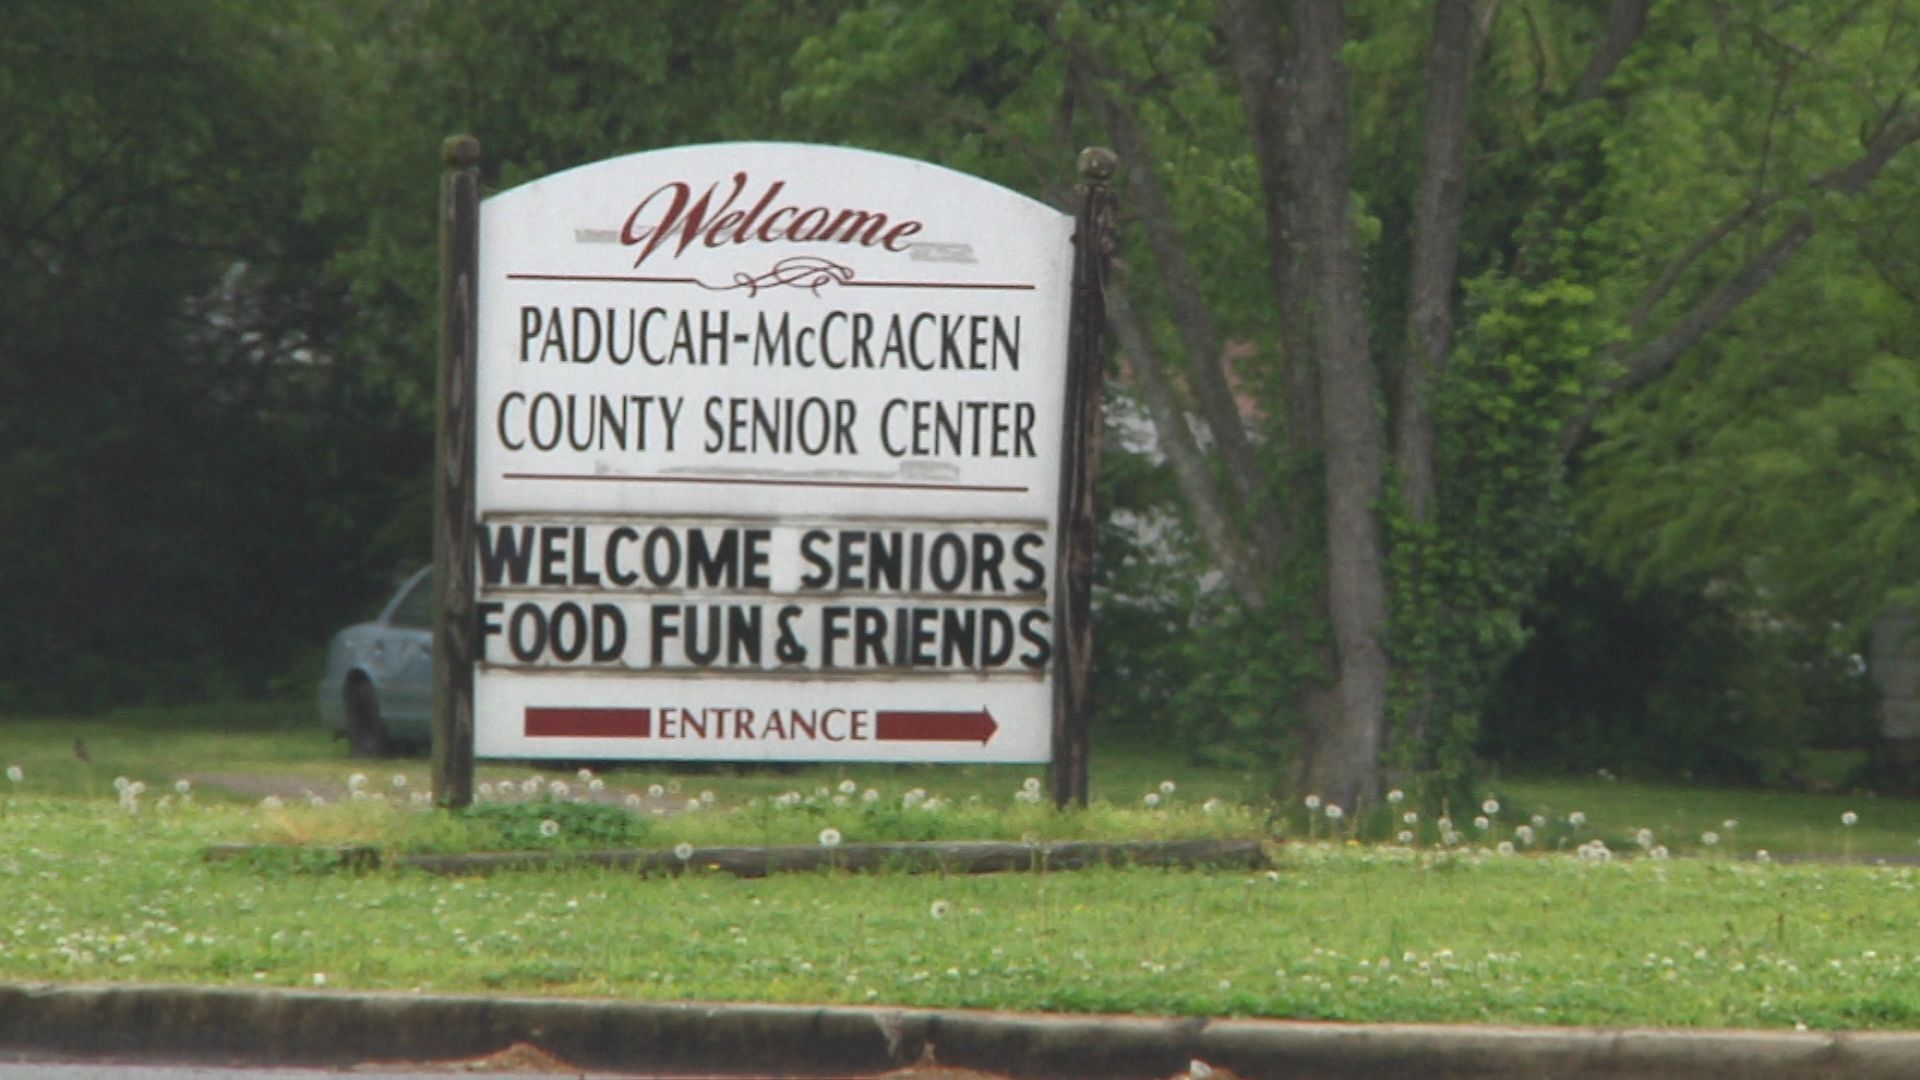 Welcome
PADUCAH-McCRACKEN
COUNTY SENIOR CENTER
WELCOME SENIORS
FOOD FUN & FRIENDS
ENTRANCE